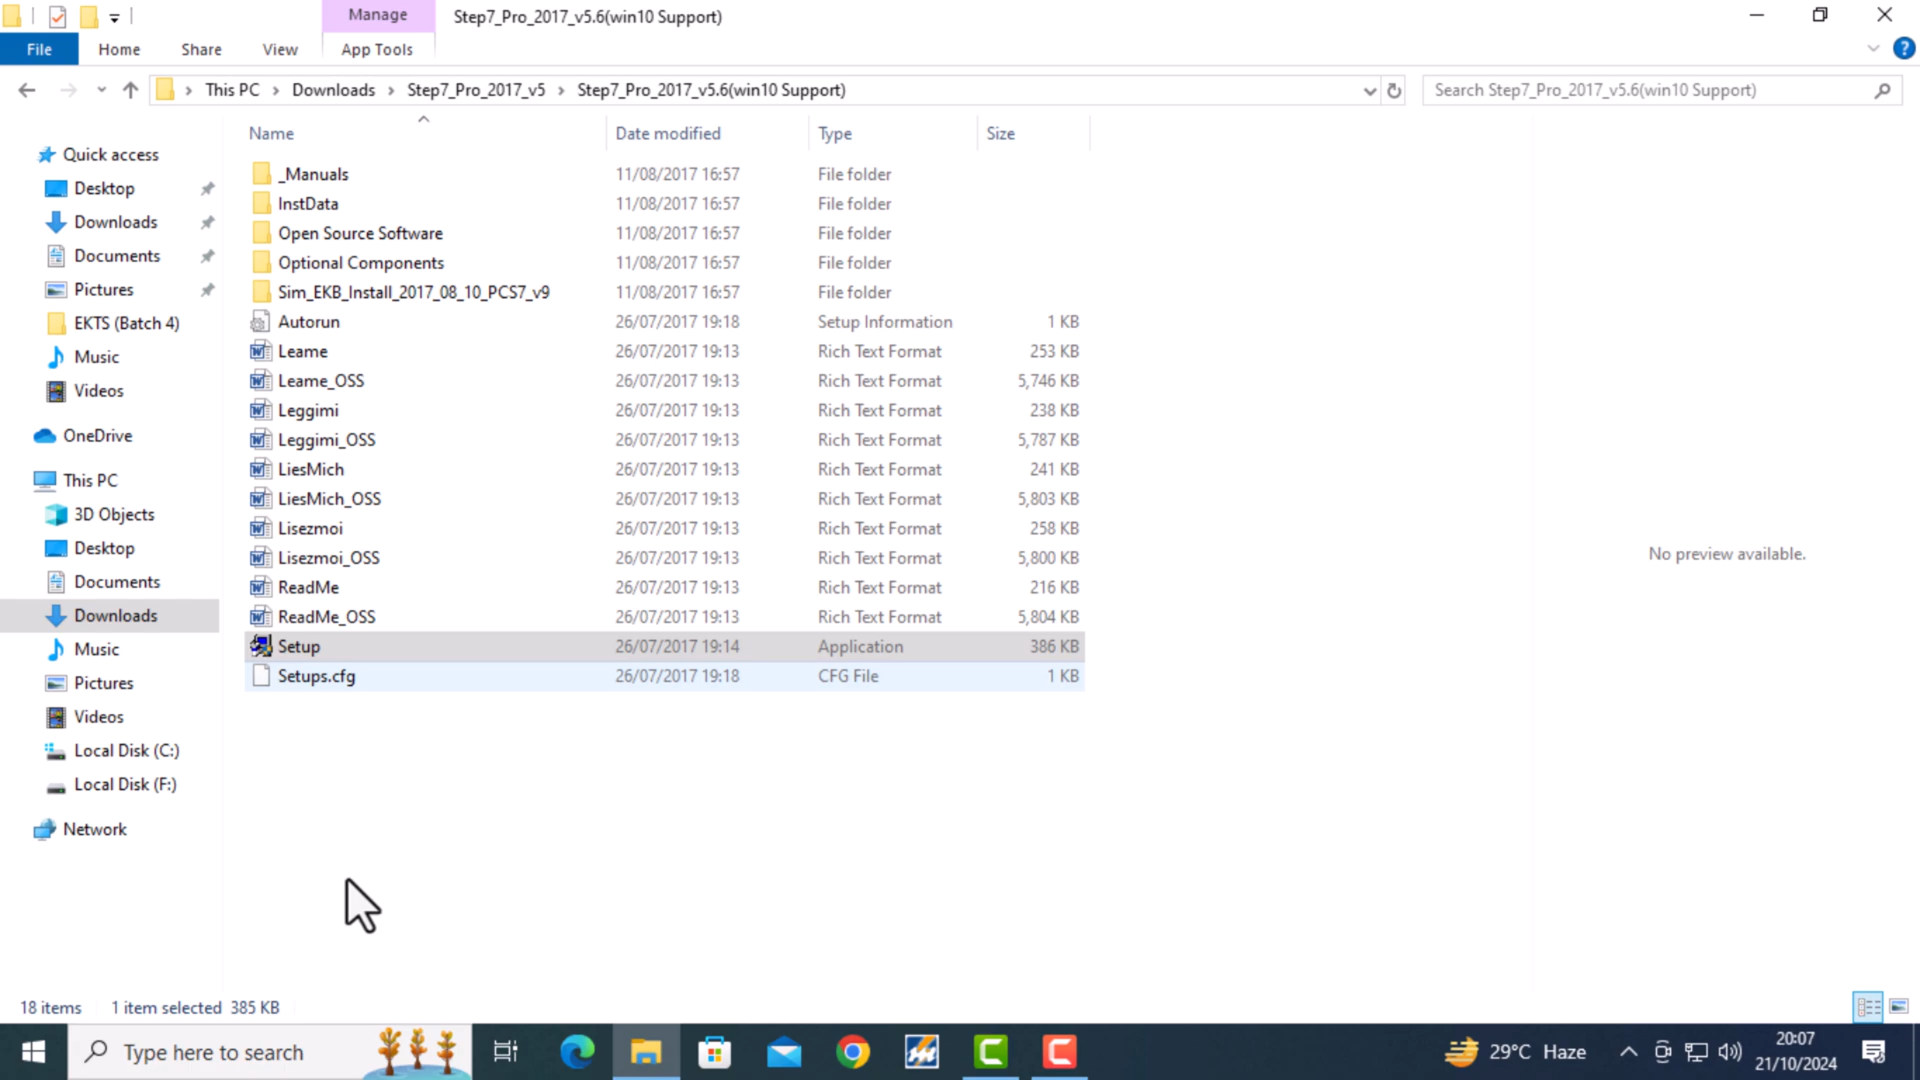 Manage
Step7_Pro_2017_v5.6(win10 Support)
File
Home
Share
View
App Tools
This PC
Downloads
Step7_Pro_2017_v5
Step7_Pro_2017_v5.6(win10 Support)
Search Step7_Pro_2017_v5.6(win10 Support)
Name
Date modified
Type
Size
Quick access
Desktop
Downloads
Documents
Pictures
EKTS (Batch 4)
Music
Videos
OneDrive
This PC
3D Objects
Desktop
Documents
Downloads
Music
Pictures
Videos
Local Disk (C:)
Local Disk (F:)
Network
_Manuals 11/08/2017 16:57 File folder
InstData 11/08/2017 16:57 File folder
Open Source Software 11/08/2017 16:57 File folder
Optional Components 11/08/2017 16:57 File folder
Sim_EKB_Install_2017_08_10_PCS7_v9 11/08/2017 16:57 File folder
Autorun 26/07/2017 19:18 Setup Information 1 KB
Leame 26/07/2017 19:13 Rich Text Format 253 KB
Leame_OSS 26/07/2017 19:13 Rich Text Format 5,746 KB
Leggimi 26/07/2017 19:13 Rich Text Format 238 KB
Leggimi_OSS 26/07/2017 19:13 Rich Text Format 5,787 KB
LiesMich 26/07/2017 19:13 Rich Text Format 241 KB
LiesMich_OSS 26/07/2017 19:13 Rich Text Format 5,803 KB
Lisezmoi 26/07/2017 19:13 Rich Text Format 258 KB
Lisezmoi_OSS 26/07/2017 19:13 Rich Text Format 5,800 KB
ReadMe 26/07/2017 19:13 Rich Text Format 216 KB
ReadMe_OSS 26/07/2017 19:13 Rich Text Format 5,804 KB
Setup 26/07/2017 19:14 Application 386 KB
Setups.cfg 26/07/2017 19:18 CFG File 1 KB
No preview available.
18 items 1 item selected 385 KB
Type here to search
29°C Haze
20:07
21/10/2024